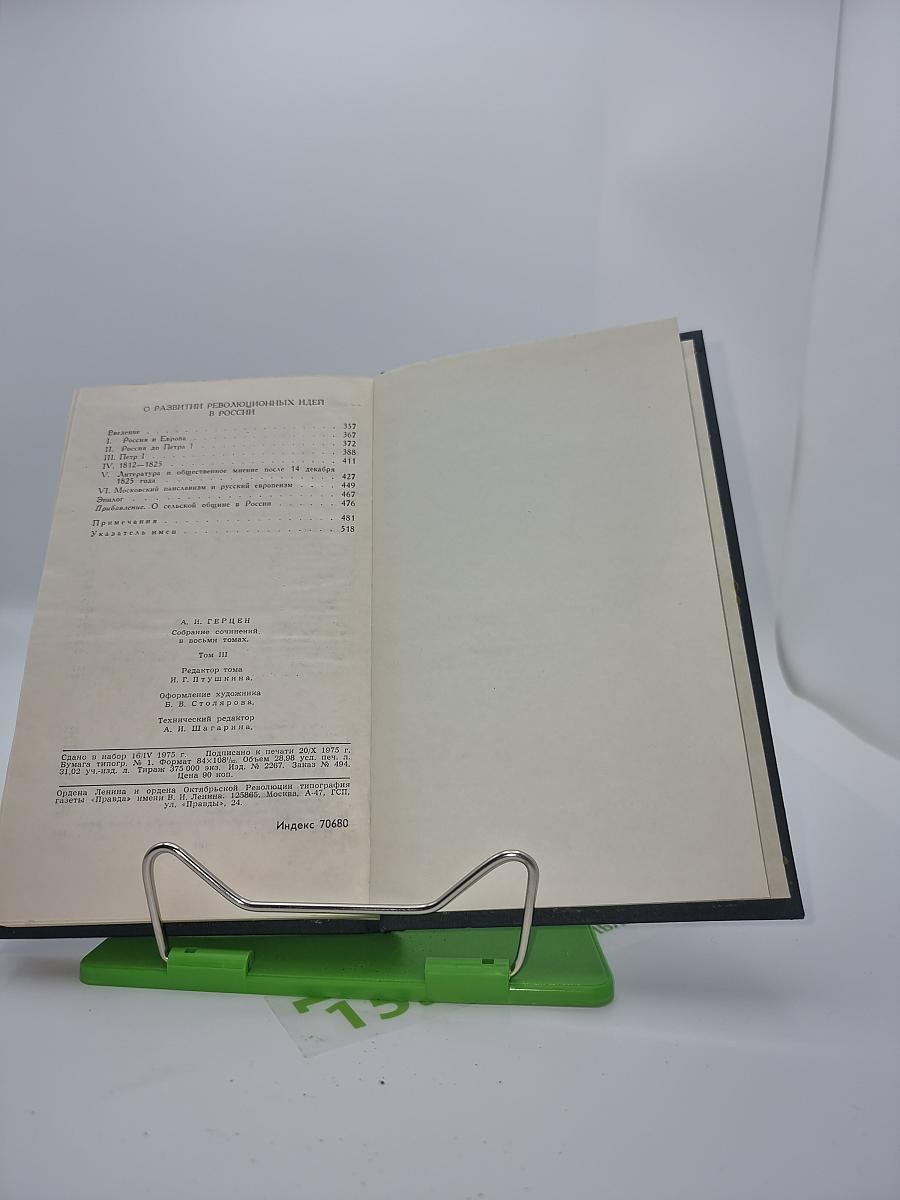 О РАЗВИТИИ РЕВОЛЮЦИОННЫХ ИДЕЙ
В РОССИИ
Введение . . . 357
I. Россия и Европа . . . 367
II. Россия до Петра I . . . 372
III. Петр I . . . 388
IV. 1812—1825 . . . 411
V. Литература и общественное мнение после 14 декабря
1825 года . . . 427
VI. Московский панславизм и русский европеизм . . . 449
Эпилог . . . 467
Прибавление. О сельской общине в России . . . 476
Примечания . . . 481
Указатель имен . . . 518
А. И. ГЕРЦЕН
Собрание сочинений
в восьми томах.
Том III
Редактор тома
И. Г. Птушкина.
Оформление художника
Б. В. Столярова.
Технический редактор
А. И. Шагарина.
Сдано в набор 16/IV 1975 г. Подписано к печати 20/X 1975 г.
Бумага типогр. № 1. Формат 84×108¹/₃₂. Объем 28,98 усл. печ. л.
31,02 уч.-изд. л. Тираж 375 000 экз. Изд. № 2267. Заказ № 494.
Цена 90 коп.
Ордена Ленина и ордена Октябрьской Революции типография
газеты «Правда» имени В. И. Ленина. 125865, Москва, А-47, ГСП,
ул. «Правды», 24.
Индекс 70680